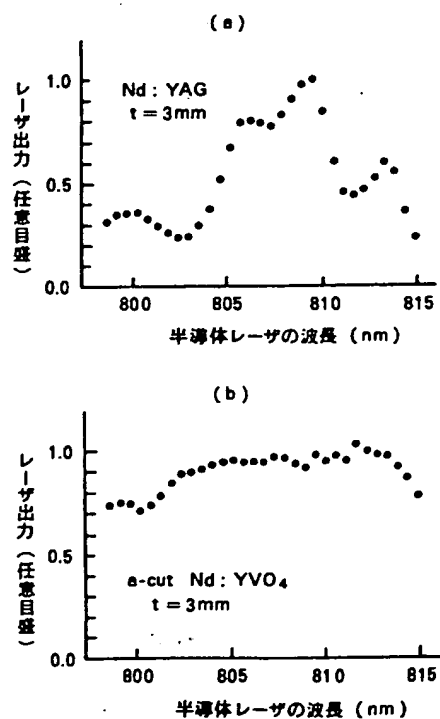 (a)
レーザ出力(任意目盛)
1.0
0.5
0.0
Nd: YAG
t = 3mm
800
805
810
815
半導体レーザの波長 (nm)
(b)
レーザ出力(任意目盛)
1.0
0.5
0.0
a-cut Nd: YVO₄
t = 3mm
800
805
810
815
半導体レーザの波長 (nm)